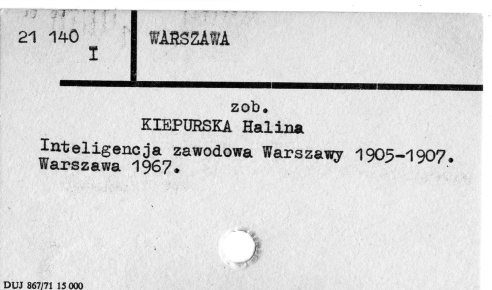 21 140
I
WARSZAWA
zob.
KIEPURSKA Halina
Inteligencja zawodowa Warszawy 1905-1907.
Warszawa 1967.
DUJ 867/71 15 000